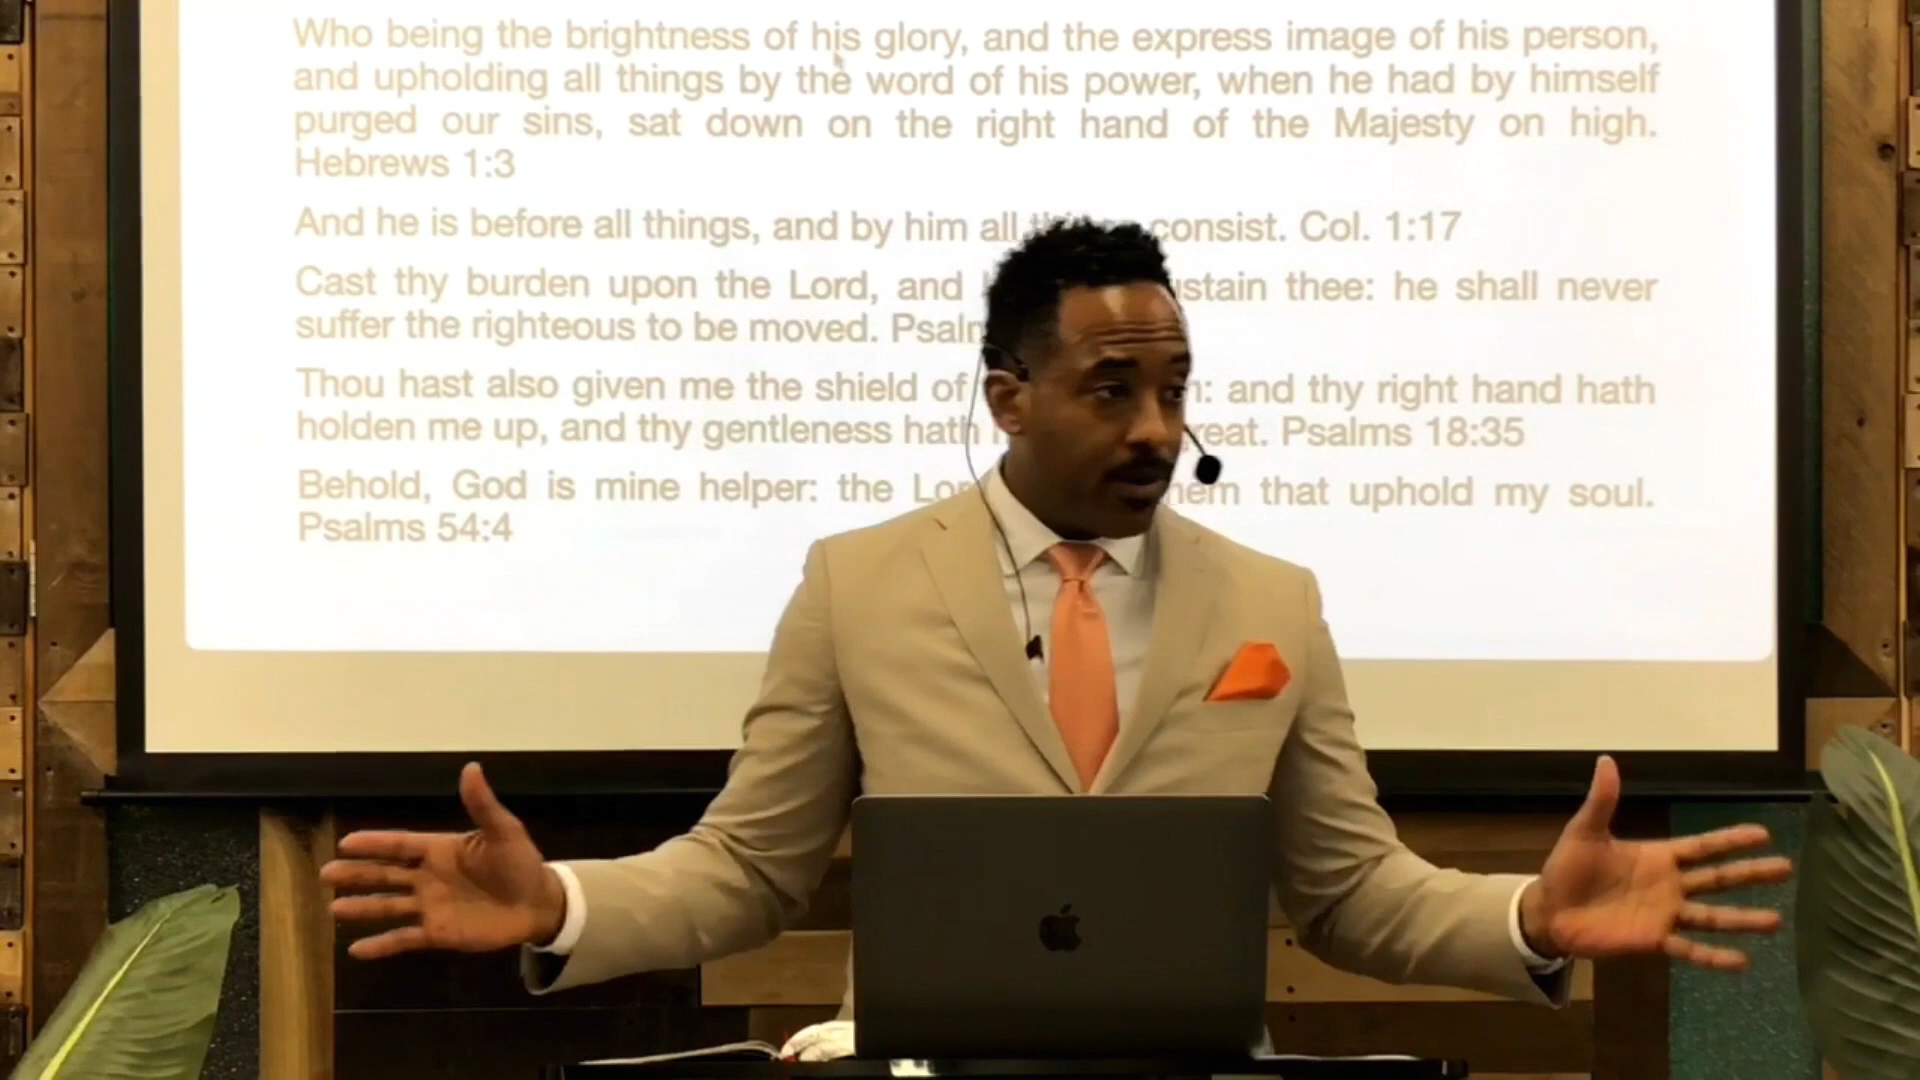 Who being the brightness of his glory, and the express image of his person,
and upholding all things by the word of his power, when he had by himself
purged our sins, sat down on the right hand of the Majesty on high.
Hebrews 1:3
And he is before all things, and by him all consist. Col. 1:17
Cast thy burden upon the Lord, and thee: he shall never
suffer the righteous to be moved.
Thou hast also given me the shield of and thy right hand hath
holden me up, and thy gentleness hath Psalms 18:35
Behold, God is mine helper: the that uphold my soul.
Psalms 54:4